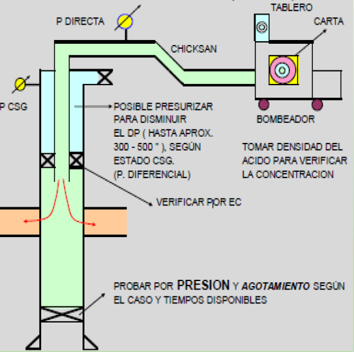 TABLERO
P DIRECTA
CARTA
CHICKSAN
P CSG
POSIBLE PRESURIZAR
PARA DISMINUIR
EL DP ( HASTA APROX.
300 - 500 " ), SEGÚN
ESTADO CSG.
(P. DIFERENCIAL)
BOMBEADOR
TOMAR DENSIDAD DEL
ACIDO PARA VERIFICAR
LA CONCENTRACION
VERIFICAR POR EC
PROBAR POR PRESION Y AGOTAMIENTO SEGÚN
EL CASO Y TIEMPOS DISPONIBLES